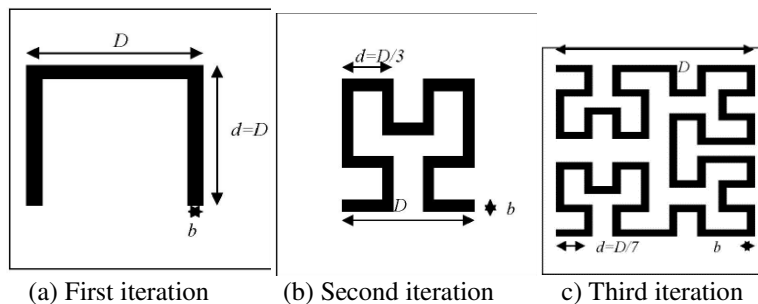 D
d=D
b
d=D/3
D
b
D
d=D/7
b
(a) First iteration
(b) Second iteration
c) Third iteration